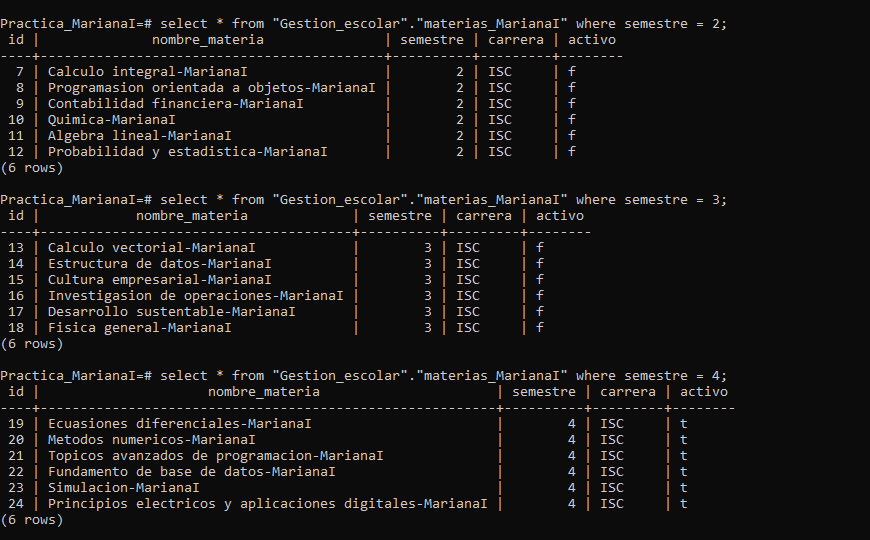 Practica_MarianaI=# select * from "Gestion_escolar"."materias_MarianaI" where semestre = 2;
 id |              nombre_materia               | semestre | carrera | activo
----+-------------------------------------------+----------+---------+--------
  7 | Calculo integral-MarianaI                 |        2 | ISC     | f
  8 | Programasion orientada a objetos-MarianaI |        2 | ISC     | f
  9 | Contabilidad financiera-MarianaI          |        2 | ISC     | f
 10 | Quimica-MarianaI                          |        2 | ISC     | f
 11 | Algebra lineal-MarianaI                   |        2 | ISC     | f
 12 | Probabilidad y estadistica-MarianaI       |        2 | ISC     | f
(6 rows)
Practica_MarianaI=# select * from "Gestion_escolar"."materias_MarianaI" where semestre = 3;
 id |            nombre_materia             | semestre | carrera | activo
----+---------------------------------------+----------+---------+--------
 13 | Calculo vectorial-MarianaI            |        3 | ISC     | f
 14 | Estructura de datos-MarianaI          |        3 | ISC     | f
 15 | Cultura empresarial-MarianaI          |        3 | ISC     | f
 16 | Investigasion de operaciones-MarianaI |        3 | ISC     | f
 17 | Desarrollo sustentable-MarianaI       |        3 | ISC     | f
 18 | Fisica general-MarianaI               |        3 | ISC     | f
(6 rows)
Practica_MarianaI=# select * from "Gestion_escolar"."materias_MarianaI" where semestre = 4;
 id |                     nombre_materia                      | semestre | carrera | activo
----+---------------------------------------------------------+----------+---------+--------
 19 | Ecuasiones diferenciales-MarianaI                       |        4 | ISC     | t
 20 | Metodos numericos-MarianaI                              |        4 | ISC     | t
 21 | Topicos avanzados de programacion-MarianaI              |        4 | ISC     | t
 22 | Fundamento de base de datos-MarianaI                    |        4 | ISC     | t
 23 | Simulacion-MarianaI                                     |        4 | ISC     | t
 24 | Principios electricos y aplicaciones digitales-MarianaI |        4 | ISC     | t
(6 rows)